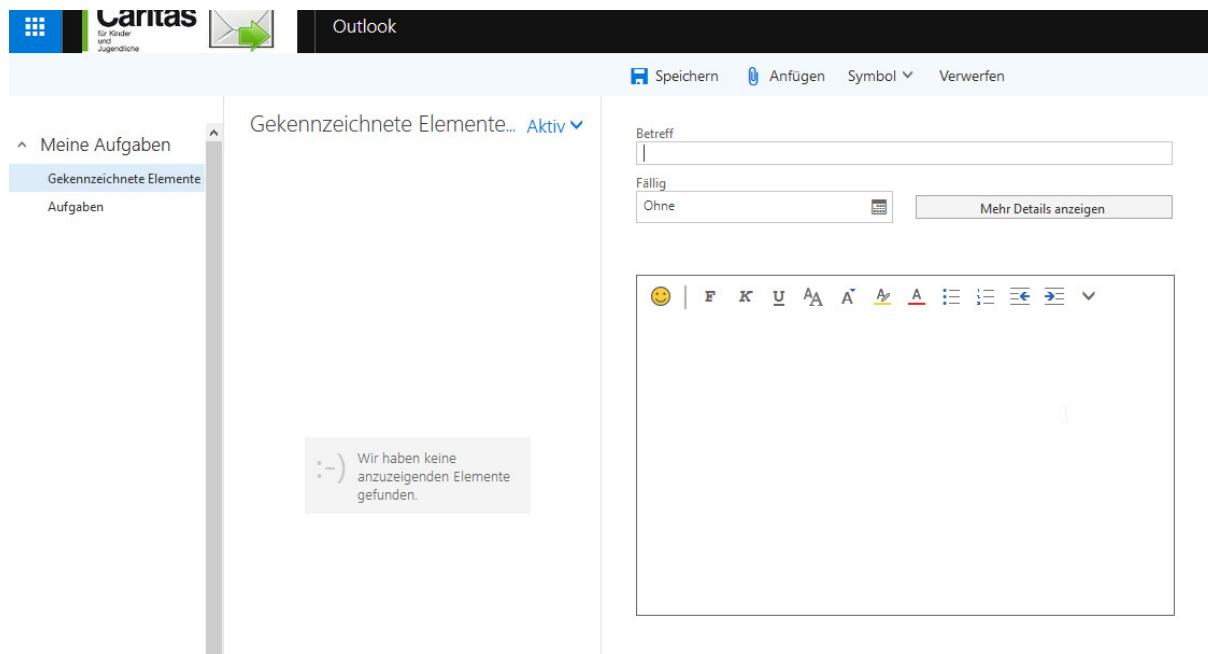 Caritas
für Kinder
und
Jugendliche
Outlook
Speichern Anfügen Symbol Verwerfen
Meine Aufgaben
Gekennzeichnete Elemente
Aufgaben
Gekennzeichnete Elemente... Aktiv
Betreff
Fällig
Ohne
Mehr Details anzeigen
F K U A A A A A
:-)
Wir haben keine
anzuzeigenden Elemente
gefunden.